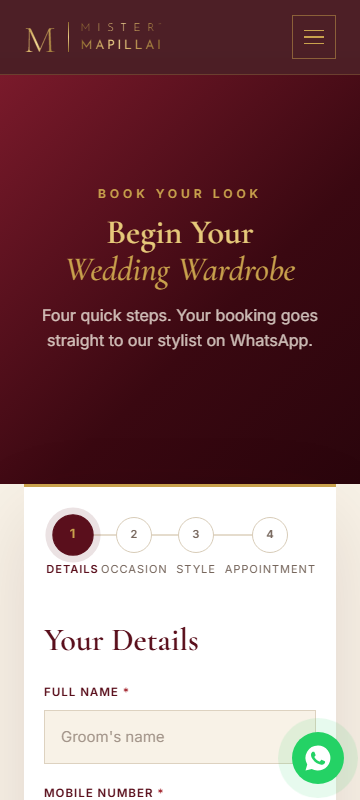 M
MISTER
MAPILLAI
BOOK YOUR LOOK
Begin Your
Wedding Wardrobe
Four quick steps. Your booking goes
straight to our stylist on WhatsApp.
1 2 3 4
DETAILS OCCASION STYLE APPOINTMENT
Your Details
FULL NAME *
Groom's name
MOBILE NUMBER *